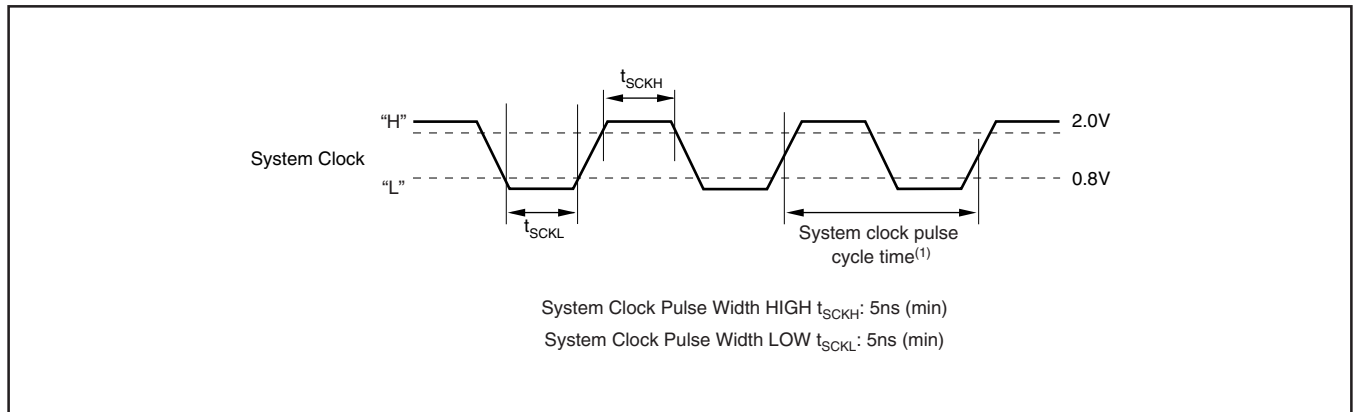 tSCKH
“H”
2.0V
System Clock
“L”
0.8V
tSCKL
System clock pulse
cycle time(1)
System Clock Pulse Width HIGH tSCKH: 5ns (min)
System Clock Pulse Width LOW tSCKL: 5ns (min)